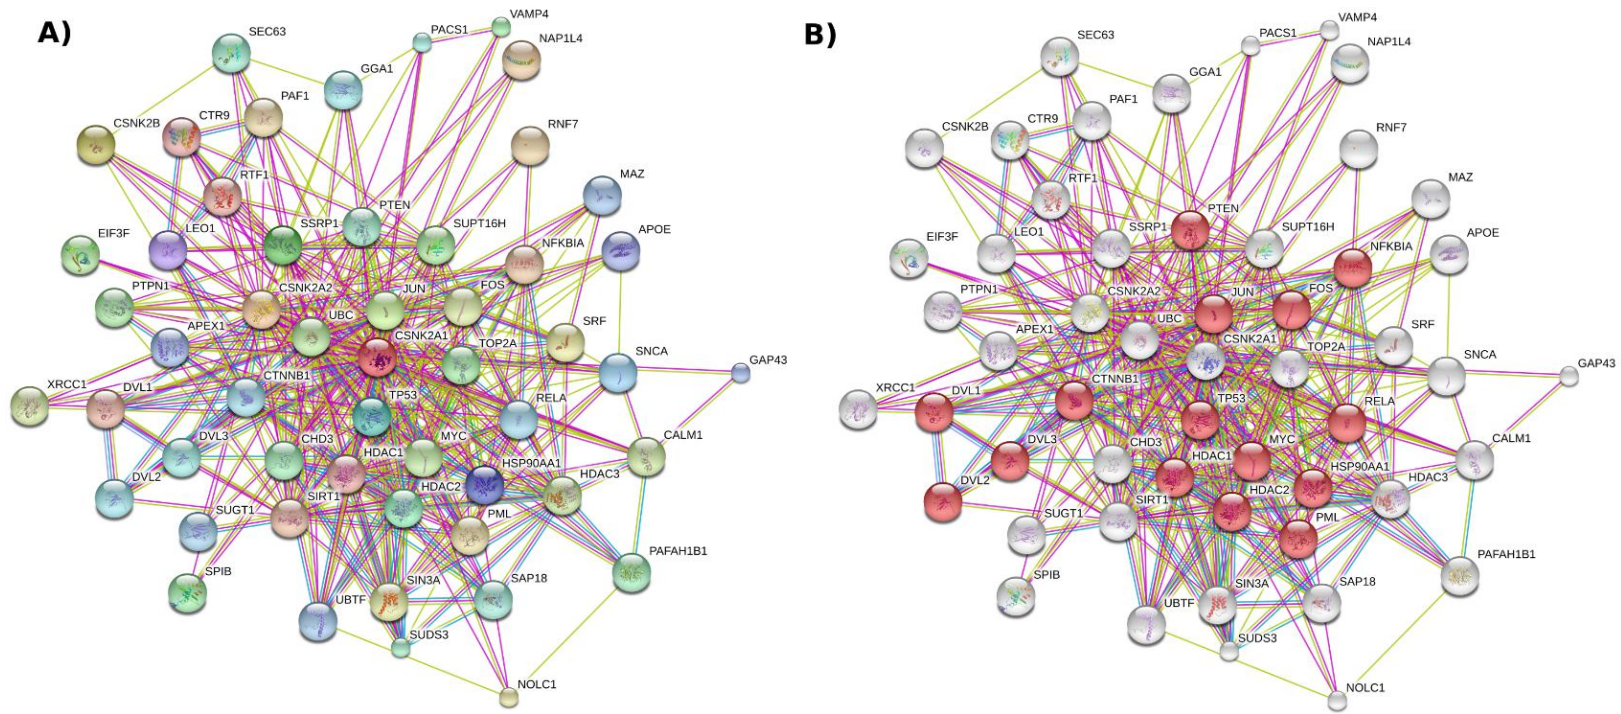 A)
SEC63
PACS1
VAMP4
NAP1L4
GGA1
PAF1
CTR9
CSNK2B
RNF7
RTF1
MAZ
PTEN
SSRP1
SUPT16H
LEO1
EIF3F
NFKBIA
APOE
PTPN1
CSNK2A2
JUN
FOS
UBC
APEX1
CSNK2A1
SRF
TOP2A
SNCA
GAP43
CTNNB1
XRCC1
DVL1
TP53
RELA
DVL3
CHD3
MYC
CALM1
HDAC1
HSP90AA1
HDAC3
DVL2
HDAC2
SIRT1
SUGT1
PML
PAFAH1B1
SPIB
SIN3A
SAP18
UBTF
SUDS3
NOLC1
B)
SEC63
PACS1
VAMP4
NAP1L4
GGA1
PAF1
CTR9
CSNK2B
RNF7
RTF1
MAZ
PTEN
SSRP1
SUPT16H
LEO1
EIF3F
NFKBIA
APOE
PTPN1
CSNK2A2
JUN
FOS
UBC
APEX1
CSNK2A1
SRF
TOP2A
SNCA
GAP43
CTNNB1
XRCC1
DVL1
TP53
RELA
DVL3
CHD3
MYC
CALM1
HDAC1
HSP90AA1
HDAC3
DVL2
HDAC2
SIRT1
SUGT1
PML
PAFAH1B1
SPIB
SIN3A
SAP18
UBTF
SUDS3
NOLC1